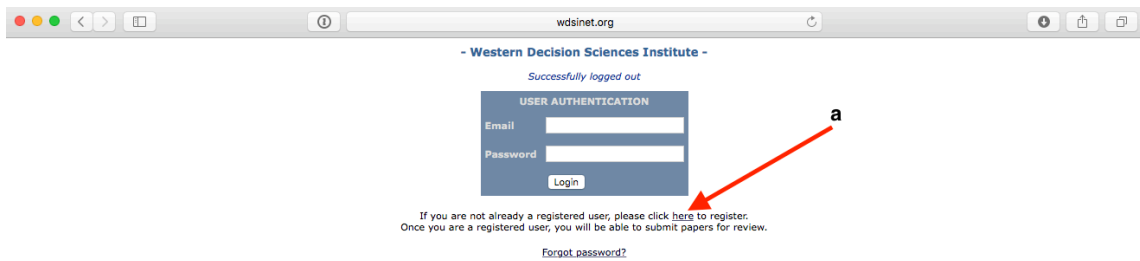 wdsinet.org
- Western Decision Sciences Institute -
Successfully logged out
USER AUTHENTICATION
Email
Password
Login
a
If you are not already a registered user, please click here to register.
Once you are a registered user, you will be able to submit papers for review.
Forgot password?